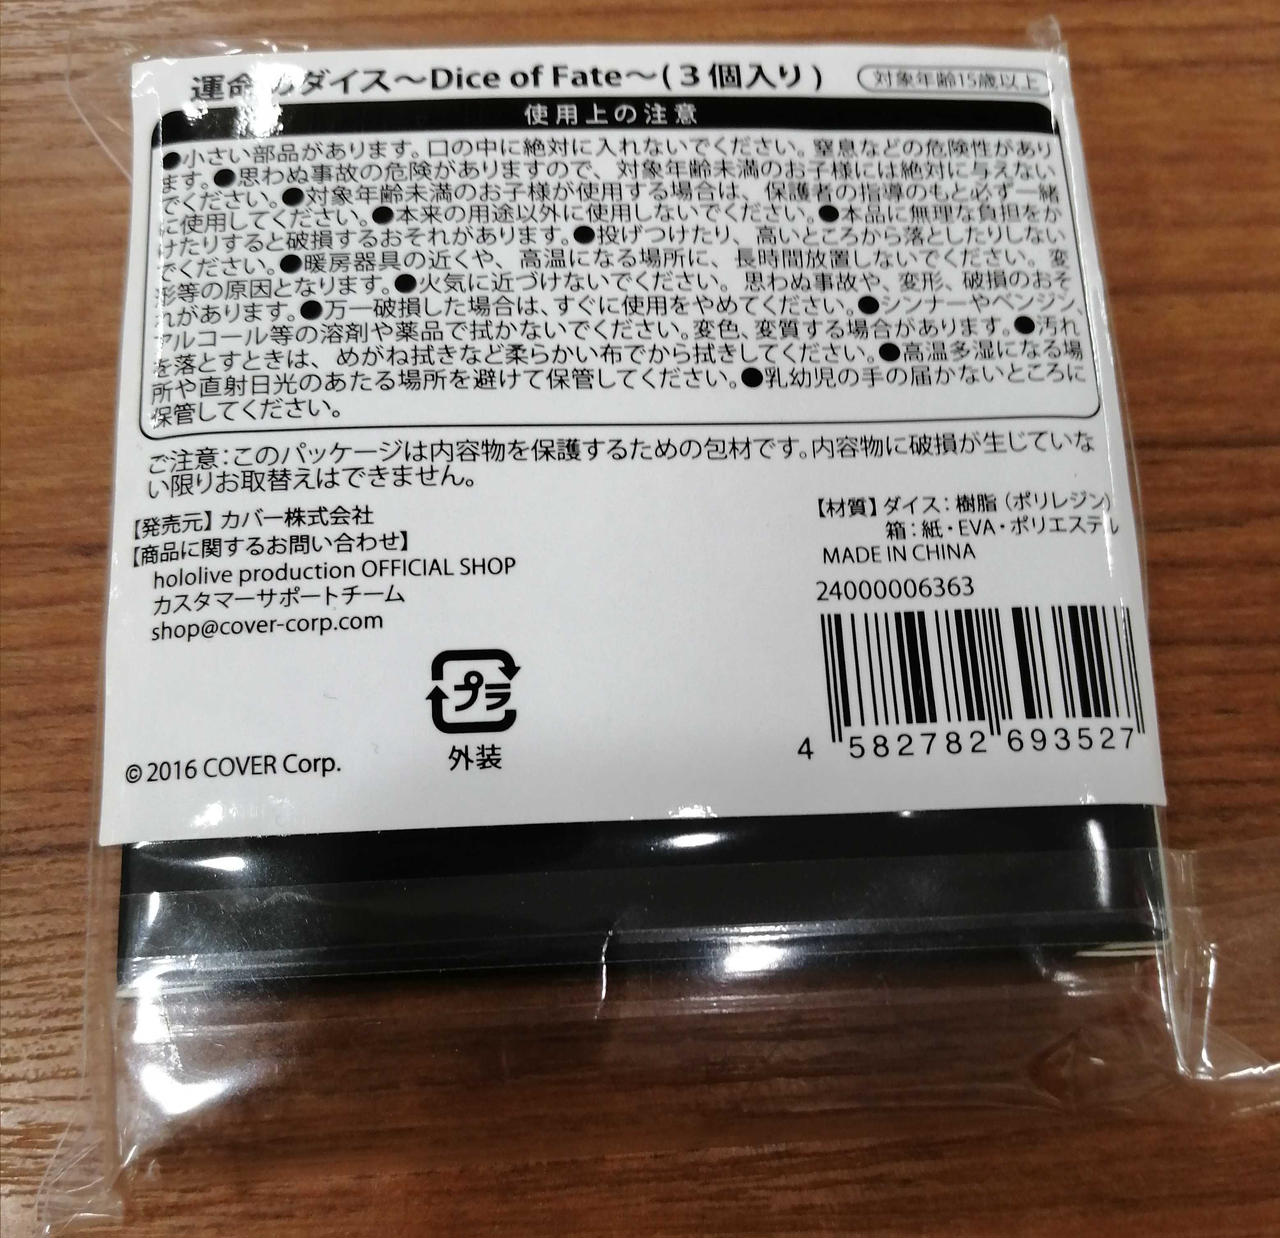 運命のダイス～Dice of Fate～(３個入り)
対象年齢15歳以上
使用上の注意
●小さい部品があります。口の中に絶対に入れないでください。窒息などの危険性があり
ます。●思わぬ事故の危険がありますので、対象年齢未満のお子様には絶対に与えない
でください。●対象年齢未満のお子様が使用する場合は、保護者の指導のもと必ず一緒
に使用してください。●本来の用途以外に使用しないでください。●本品に無理な負担をか
けたりすると破損するおそれがあります。●投げつけたり、高いところから落としたりしない
でください。●暖房器具の近くや、高温になる場所に、長時間放置しないでください。変
形等の原因となります。●火気に近づけないでください。思わぬ事故や、変形、破損のおそ
れがあります。●万一破損した場合は、すぐに使用をやめてください。●シンナーやベンジン、
アルコール等の溶剤や薬品で拭かないでください。変色、変質する場合があります。●汚れ
を落とすときは、めがね拭きなど柔らかい布でから拭きしてください。●高温多湿になる場
所や直射日光のあたる場所を避けて保管してください。●乳幼児の手の届かないところに
保管してください。
ご注意：このパッケージは内容物を保護するための包材です。内容物に破損が生じていな
い限りお取替えはできません。
【発売元】カバー株式会社
【商品に関するお問い合わせ】
hololive production OFFICIAL SHOP
カスタマーサポートチーム
shop@cover-corp.com
【材質】ダイス：樹脂（ポリレジン）
箱：紙・EVA・ポリエステル
MADE IN CHINA
24000006363
4 582782 693527
プラ
外装
© 2016 COVER Corp.